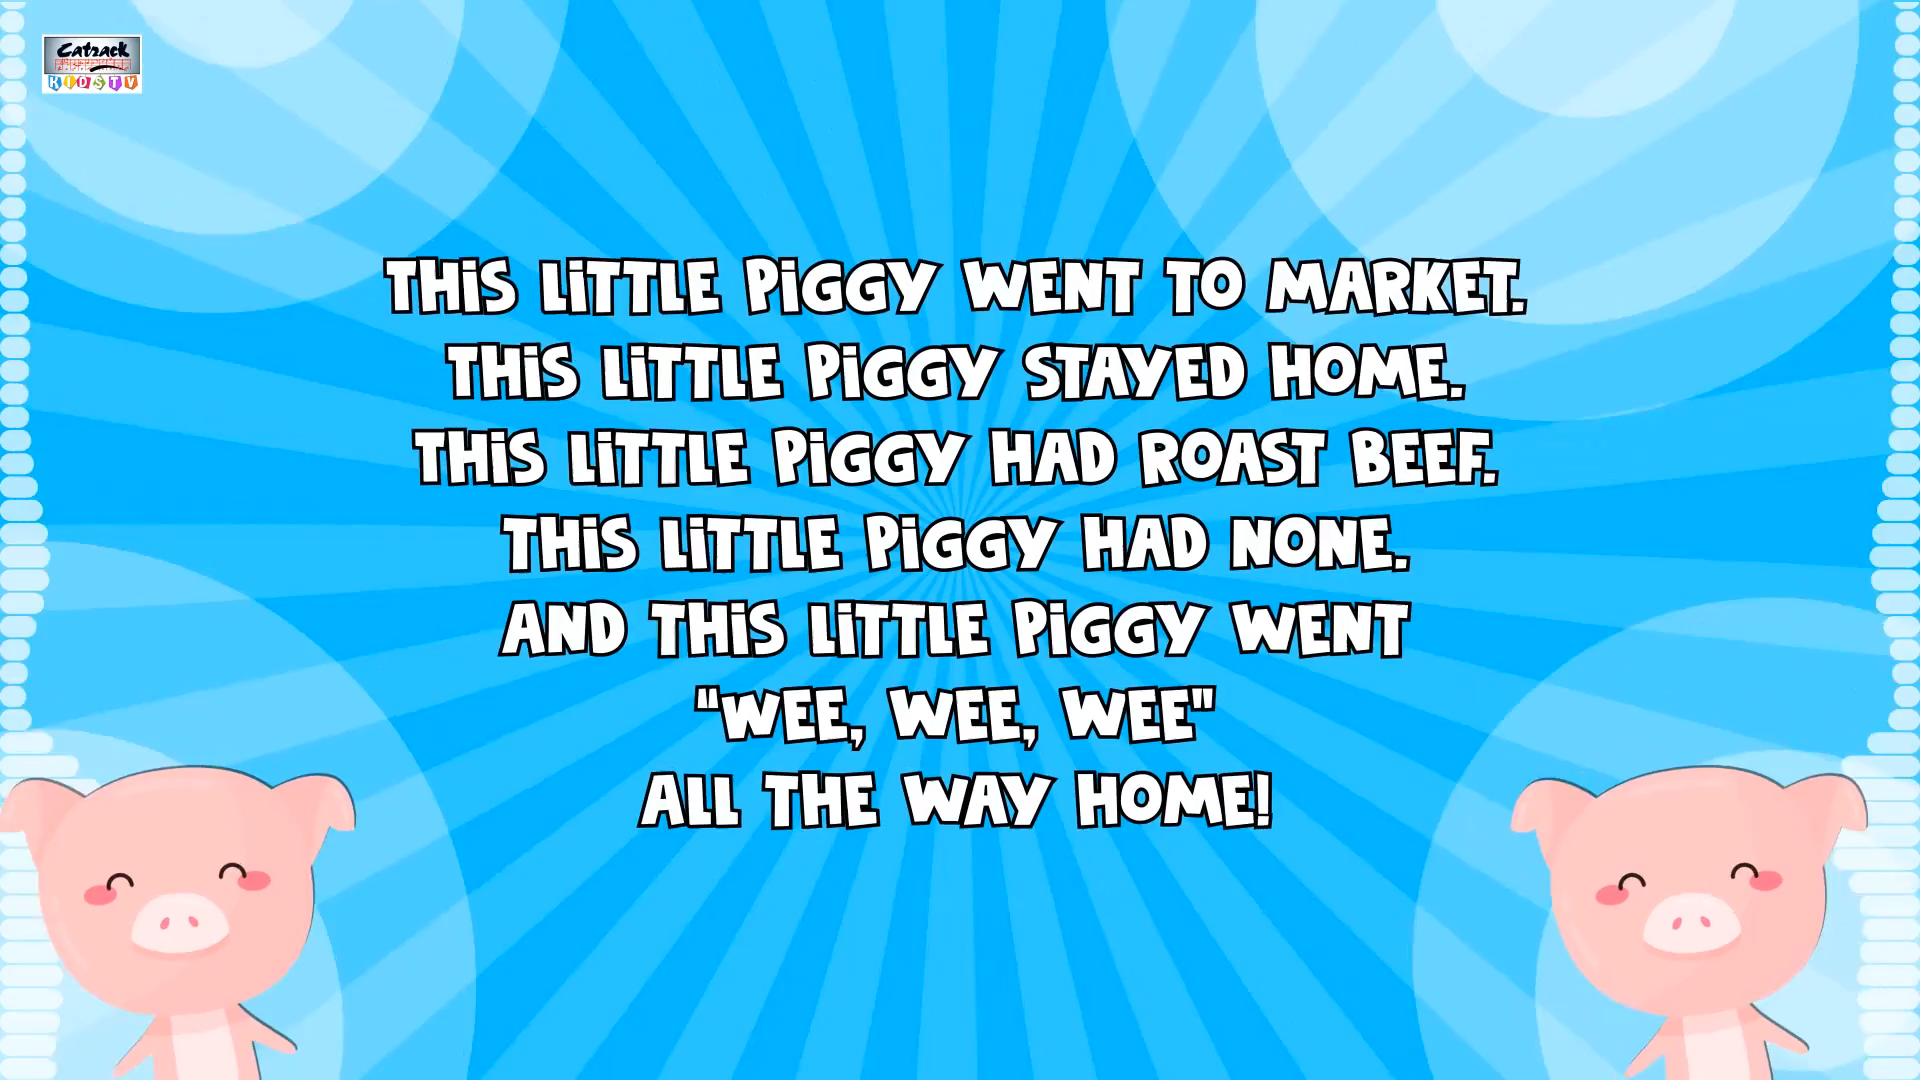 Catrack
KIDS TV
THiS LiTTLE PiGGY WENT TO MARKET.
THiS LiTTLE PiGGY STAYED HOME.
THiS LiTTLE PiGGY HAD ROAST BEEF.
THiS LiTTLE PiGGY HAD NONE.
AND THiS LiTTLE PiGGY WENT
"WEE, WEE, WEE"
ALL THE WAY HOME!